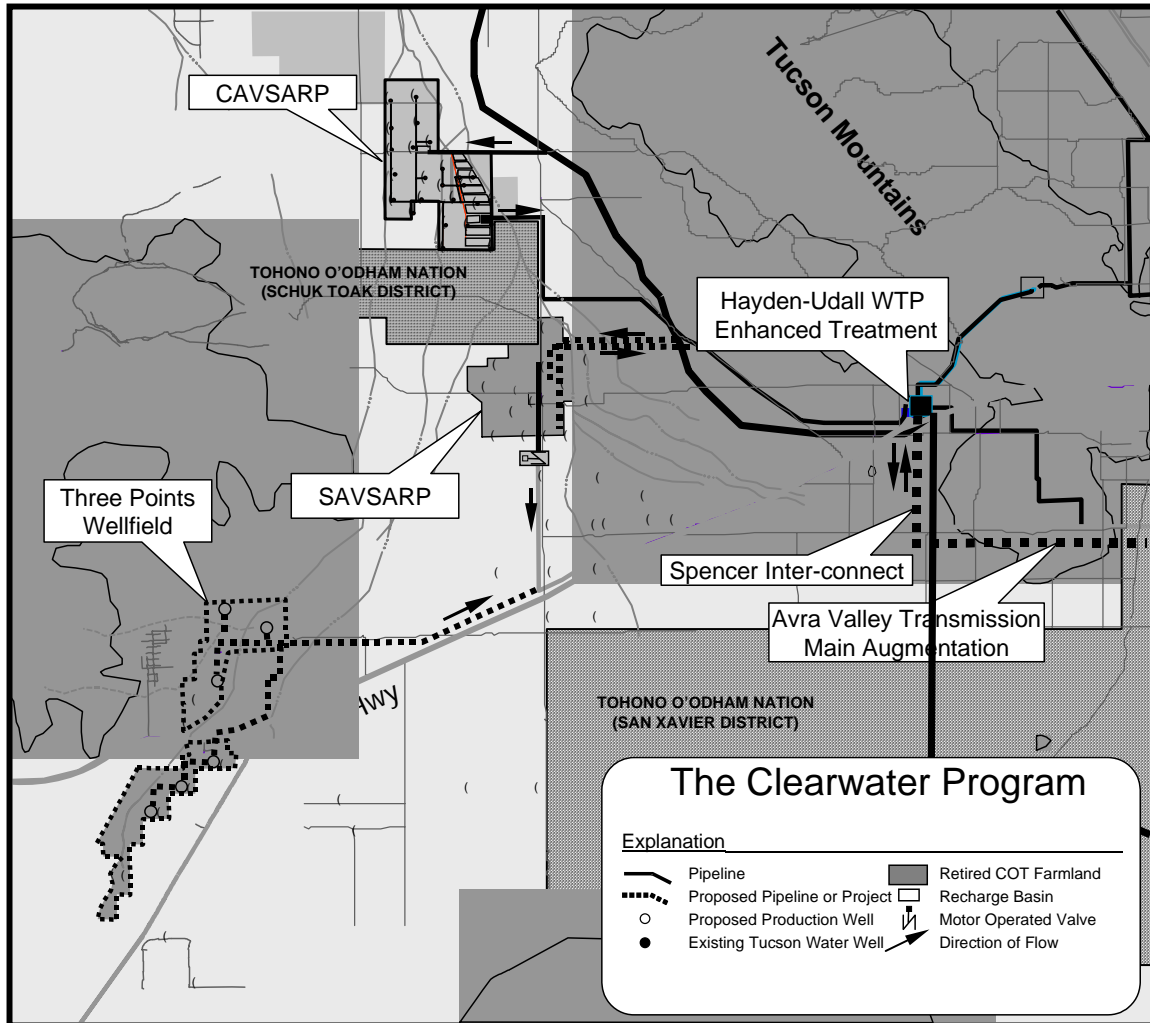 Tucson Mountains
CAVSARP
TOHONO O'ODHAM NATION
(SCHUK TOAK DISTRICT)
Hayden-Udall WTP
Enhanced Treatment
Three Points
Wellfield
SAVSARP
Spencer Inter-connect
Avra Valley Transmission
Main Augmentation
Hwy
TOHONO O'ODHAM NATION
(SAN XAVIER DISTRICT)
The Clearwater Program
Explanation
Pipeline
Proposed Pipeline or Project
Proposed Production Well
Existing Tucson Water Well
Retired COT Farmland
Recharge Basin
Motor Operated Valve
Direction of Flow